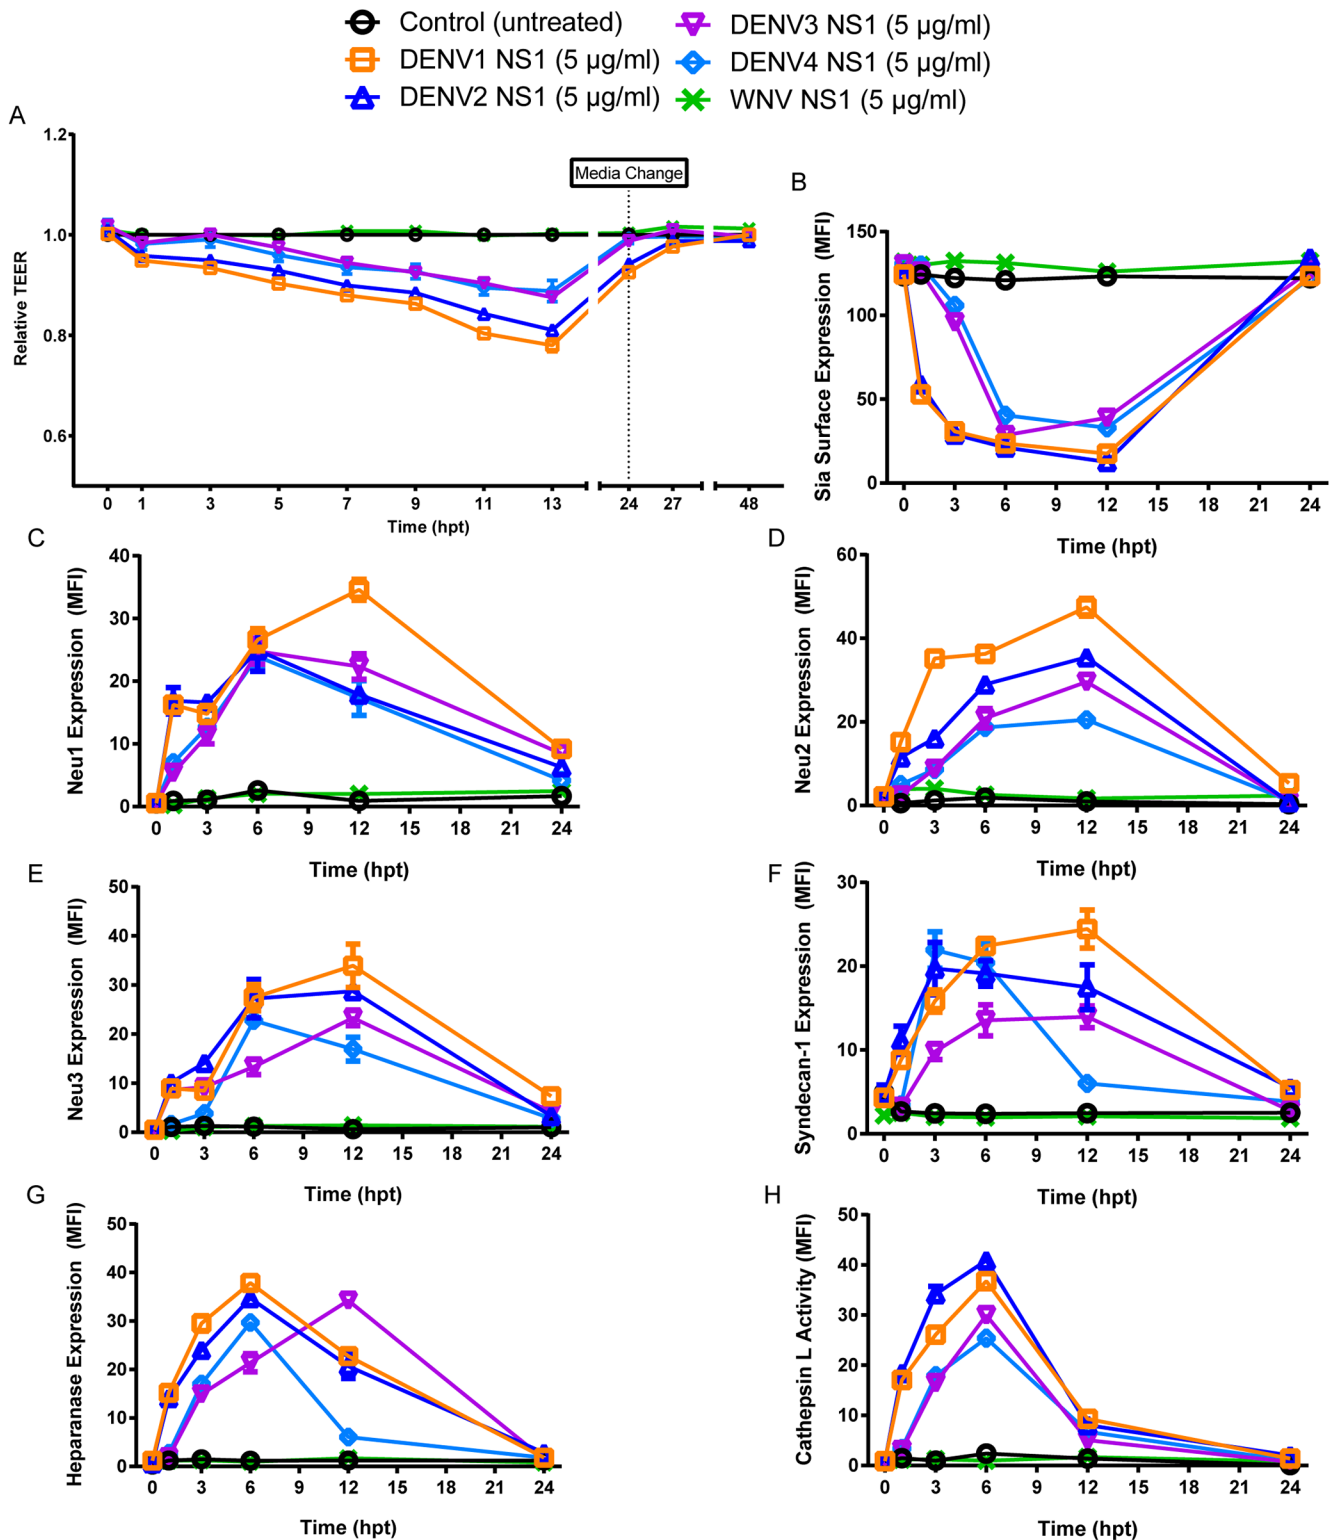 Control (untreated)
DENV1 NS1 (5 µg/ml)
DENV2 NS1 (5 µg/ml)
DENV3 NS1 (5 µg/ml)
DENV4 NS1 (5 µg/ml)
WNV NS1 (5 µg/ml)
A
1.2
1.0
0.8
0.6
Relative TEER
Media Change
0 1 3 5 7 9 11 13 24 27 48
Time (hpt)
B
150
100
50
0
Sia Surface Expression (MFI)
0 3 6 9 12 15 18 21 24
Time (hpt)
C
40
30
20
10
0
Neu1 Expression (MFI)
0 3 6 9 12 15 18 21 24
Time (hpt)
D
60
40
20
0
Neu2 Expression (MFI)
0 3 6 9 12 15 18 21 24
Time (hpt)
E
50
40
30
20
10
0
Neu3 Expression (MFI)
0 3 6 9 12 15 18 21 24
Time (hpt)
F
30
20
10
0
Syndecan-1 Expression (MFI)
0 3 6 9 12 15 18 21 24
Time (hpt)
G
50
40
30
20
10
0
Heparanase Expression (MFI)
0 3 6 9 12 15 18 21 24
Time (hpt)
H
50
40
30
20
10
0
Cathepsin L Activity (MFI)
0 3 6 9 12 15 18 21 24
Time (hpt)